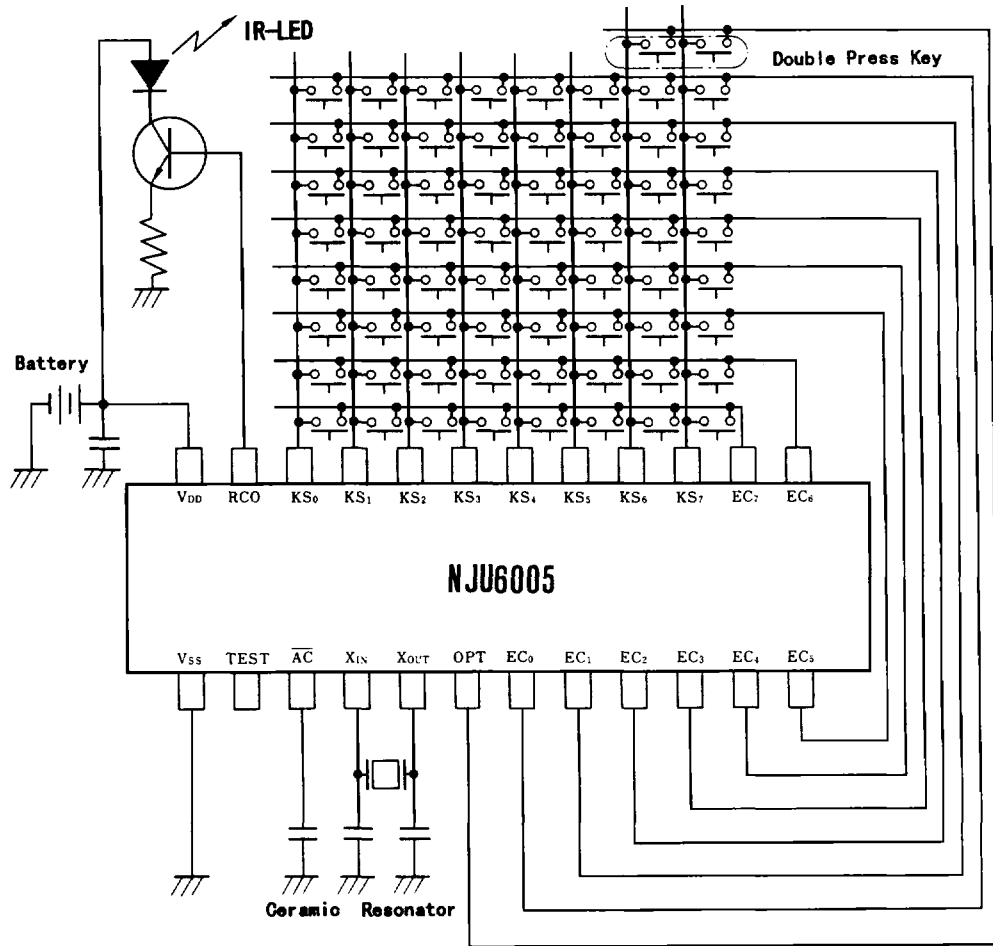 IR-LED
Double Press Key
Battery
VDD RCO KS0 KS1 KS2 KS3 KS4 KS5 KS6 KS7 EC7 EC6
NJU6005
VSS TEST A̅C̅ XIN XOUT OPT EC0 EC1 EC2 EC3 EC4 EC5
Ceramic Resonator